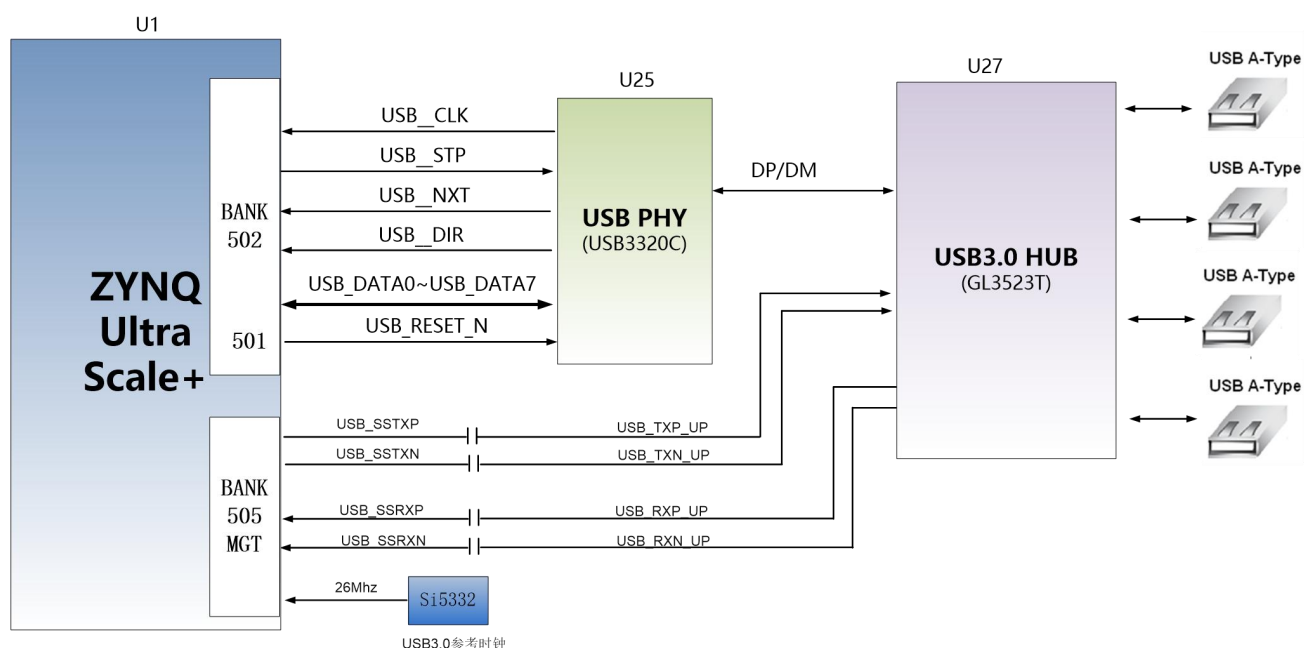 U1
ZYNQ
Ultra
Scale+
BANK
502
501
BANK
505
MGT
USB__CLK
USB__STP
USB__NXT
USB__DIR
USB_DATA0~USB_DATA7
USB_RESET_N
U25
USB PHY
(USB3320C)
DP/DM
U27
USB3.0 HUB
(GL3523T)
USB A-Type
USB A-Type
USB A-Type
USB A-Type
USB_SSTXP
USB_TXP_UP
USB_SSTXN
USB_TXN_UP
USB_SSRXP
USB_RXP_UP
USB_SSRXN
USB_RXN_UP
26Mhz
Si5332
USB3.0参考时钟